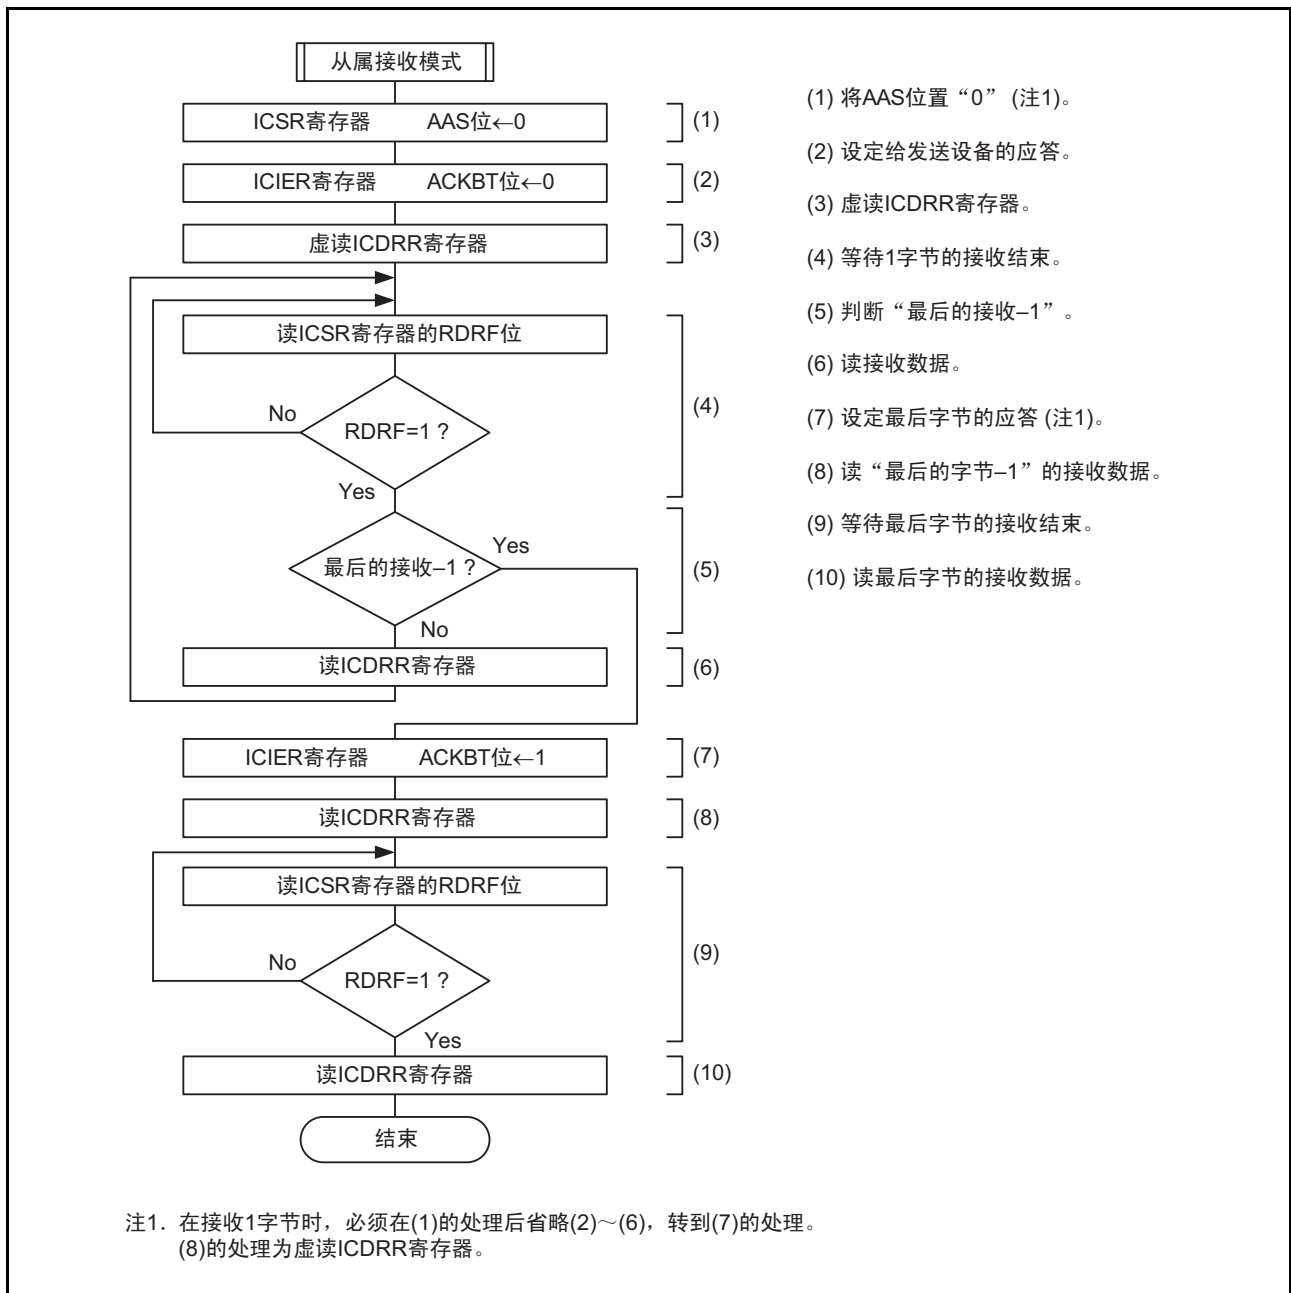 从属接收模式
ICSR寄存器 AAS位←0 (1)
ICIER寄存器 ACKBT位←0 (2)
虚读ICDRR寄存器 (3)
读ICSR寄存器的RDRF位
(4)
No
RDRF=1？
Yes
最后的接收–1？
Yes
(5)
No
读ICDRR寄存器 (6)
ICIER寄存器 ACKBT位←1 (7)
读ICDRR寄存器 (8)
读ICSR寄存器的RDRF位
(9)
No
RDRF=1？
Yes
读ICDRR寄存器 (10)
结束
(1) 将AAS位置“0” (注1)。
(2) 设定给发送设备的应答。
(3) 虚读ICDRR寄存器。
(4) 等待1字节的接收结束。
(5) 判断“最后的接收–1”。
(6) 读接收数据。
(7) 设定最后字节的应答 (注1)。
(8) 读“最后的字节–1”的接收数据。
(9) 等待最后字节的接收结束。
(10) 读最后字节的接收数据。
注1. 在接收1字节时，必须在(1)的处理后省略(2)～(6)，转到(7)的处理。
(8)的处理为虚读ICDRR寄存器。